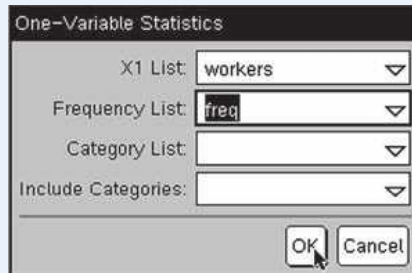 One-Variable Statistics
X1 List: workers
Frequency List: freq
Category List:
Include Categories:
OK Cancel